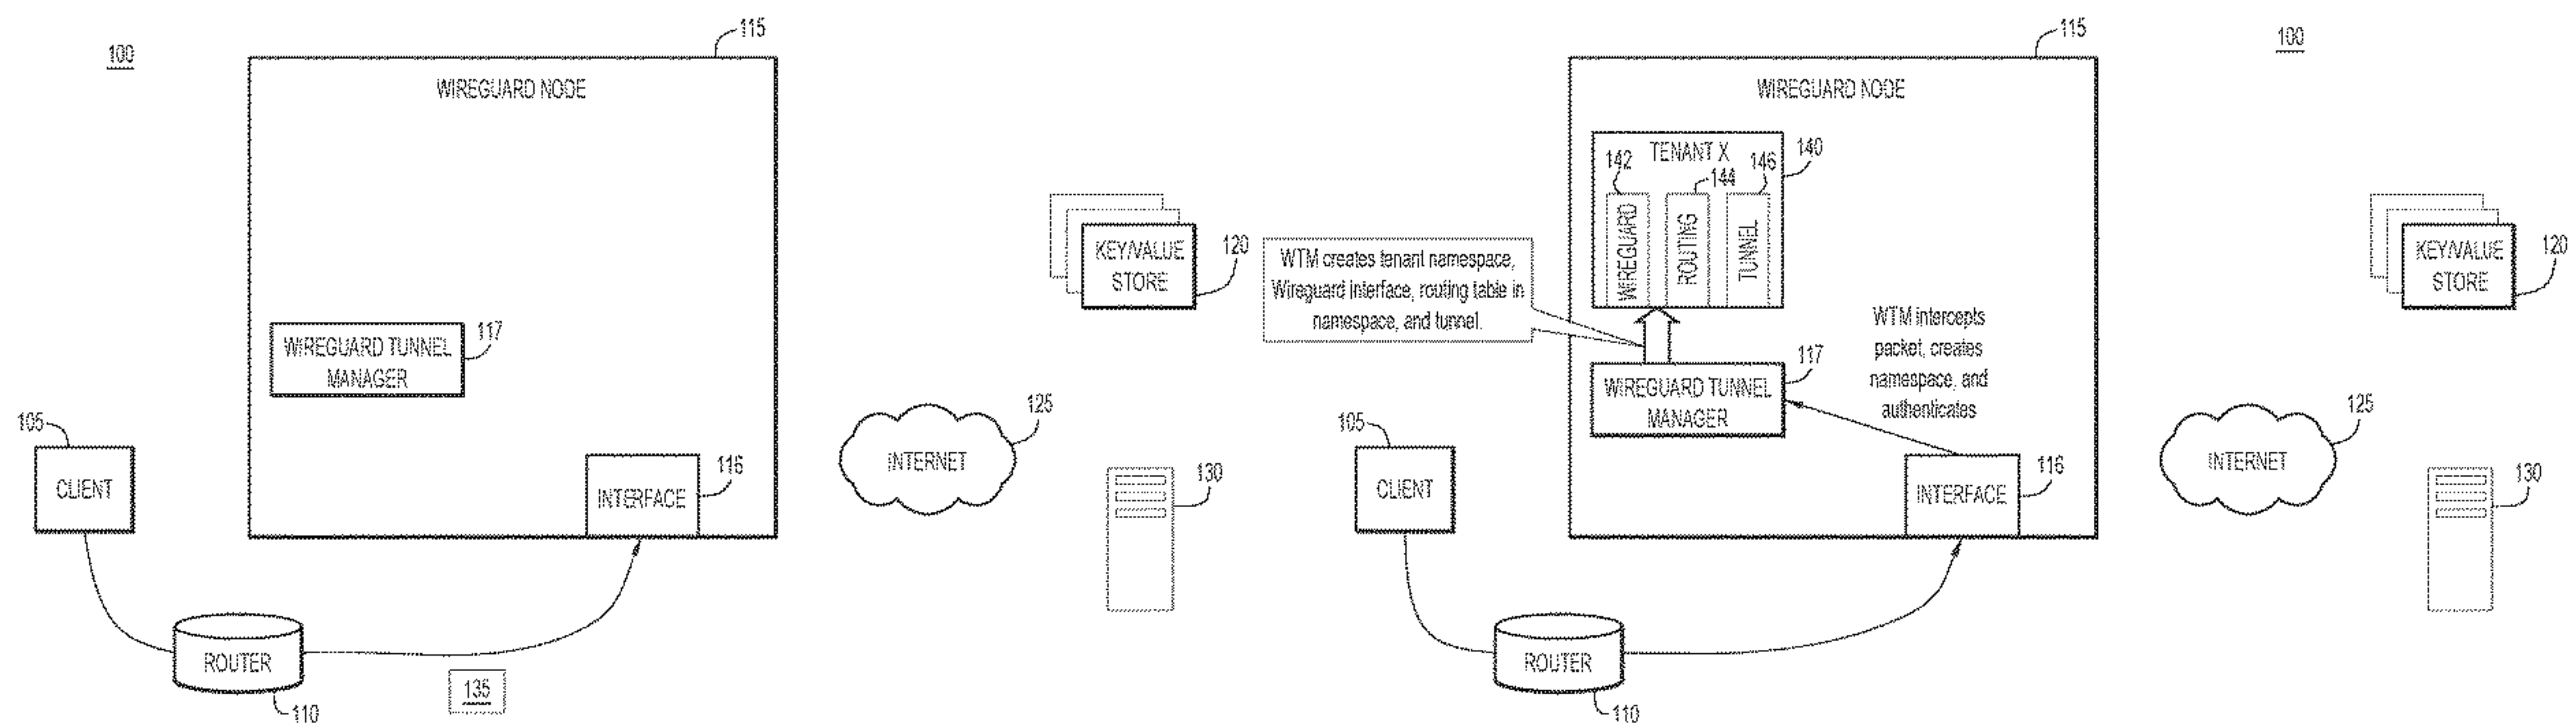 100
115
WIREGUARD NODE
WIREGUARD TUNNEL
MANAGER
117
105
CLIENT
INTERFACE
116
ROUTER
110
135
KEY/VALUE
STORE
120
INTERNET
125
130
100
115
WIREGUARD NODE
TENANT X
140
142
144
146
WIREGUARD
ROUTING
TUNNEL
WTM creates tenant namespace,
Wireguard interface, routing table in
namespace, and tunnel.
WTM intercepts
packet, creates
namespace, and
authenticates
WIREGUARD TUNNEL
MANAGER
117
105
CLIENT
INTERFACE
116
ROUTER
110
KEY/VALUE
STORE
120
INTERNET
125
130